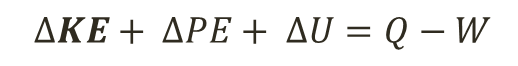 ΔKE + ΔPE + ΔU = Q − W